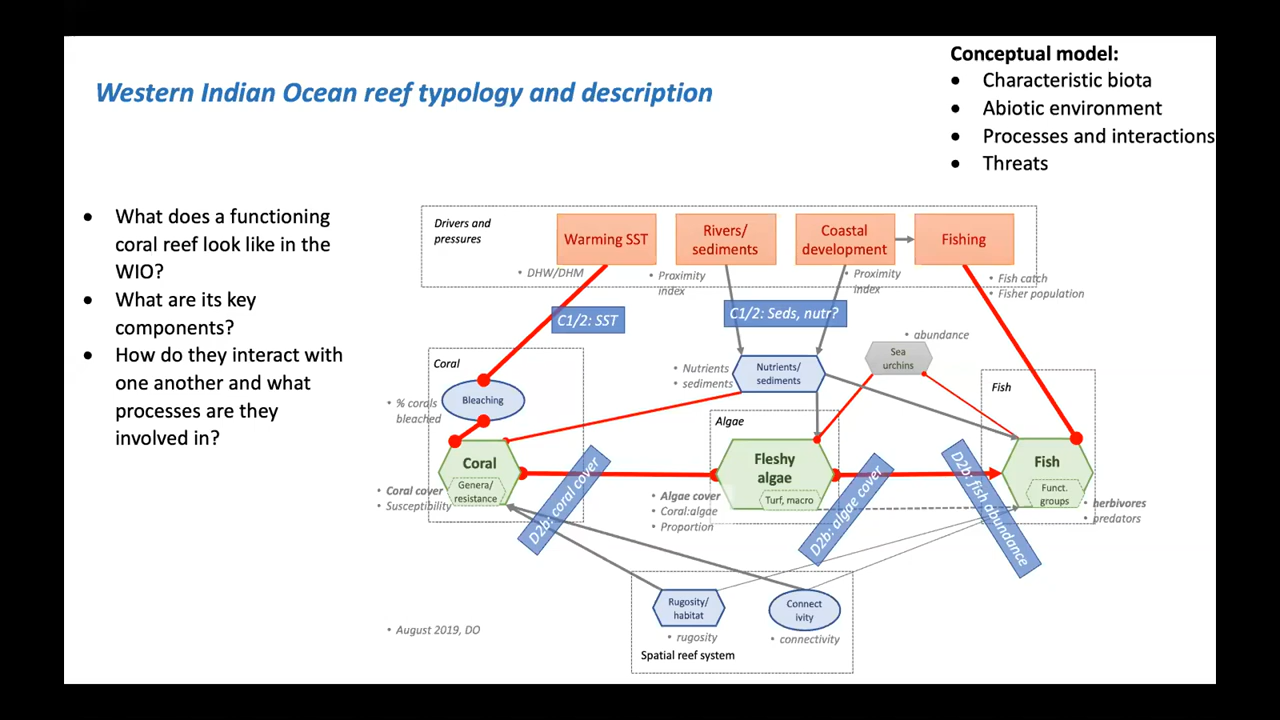 Conceptual model:
• Characteristic biota
• Abiotic environment
• Processes and interactions
• Threats
Western Indian Ocean reef typology and description
• What does a functioning
coral reef look like in the
WIO?
• What are its key
components?
• How do they interact with
one another and what
processes are they
involved in?
Drivers and
pressures
Warming SST
Rivers/
sediments
Coastal
development
Fishing
• DHW/DHM
• Proximity
index
• Proximity
index
• Fish catch
• Fisher population
C1/2: SST
C1/2: Seds, nutr?
• abundance
Sea
urchins
Coral
Bleaching
• % corals
bleached
• Nutrients
• sediments
Nutrients/
sediments
Fish
Algae
Coral
Genera/
resistance
• Coral cover
• Susceptibility
D2b: coral cover
Fleshy
algae
Turf, macro
• Algae cover
• Coral:algae
• Proportion
D2b: algae cover
D2b: fish abundance
Fish
Funct.
groups
• herbivores
• predators
Rugosity/
habitat
Connect
ivity
• rugosity
• connectivity
Spatial reef system
• August 2019, DO